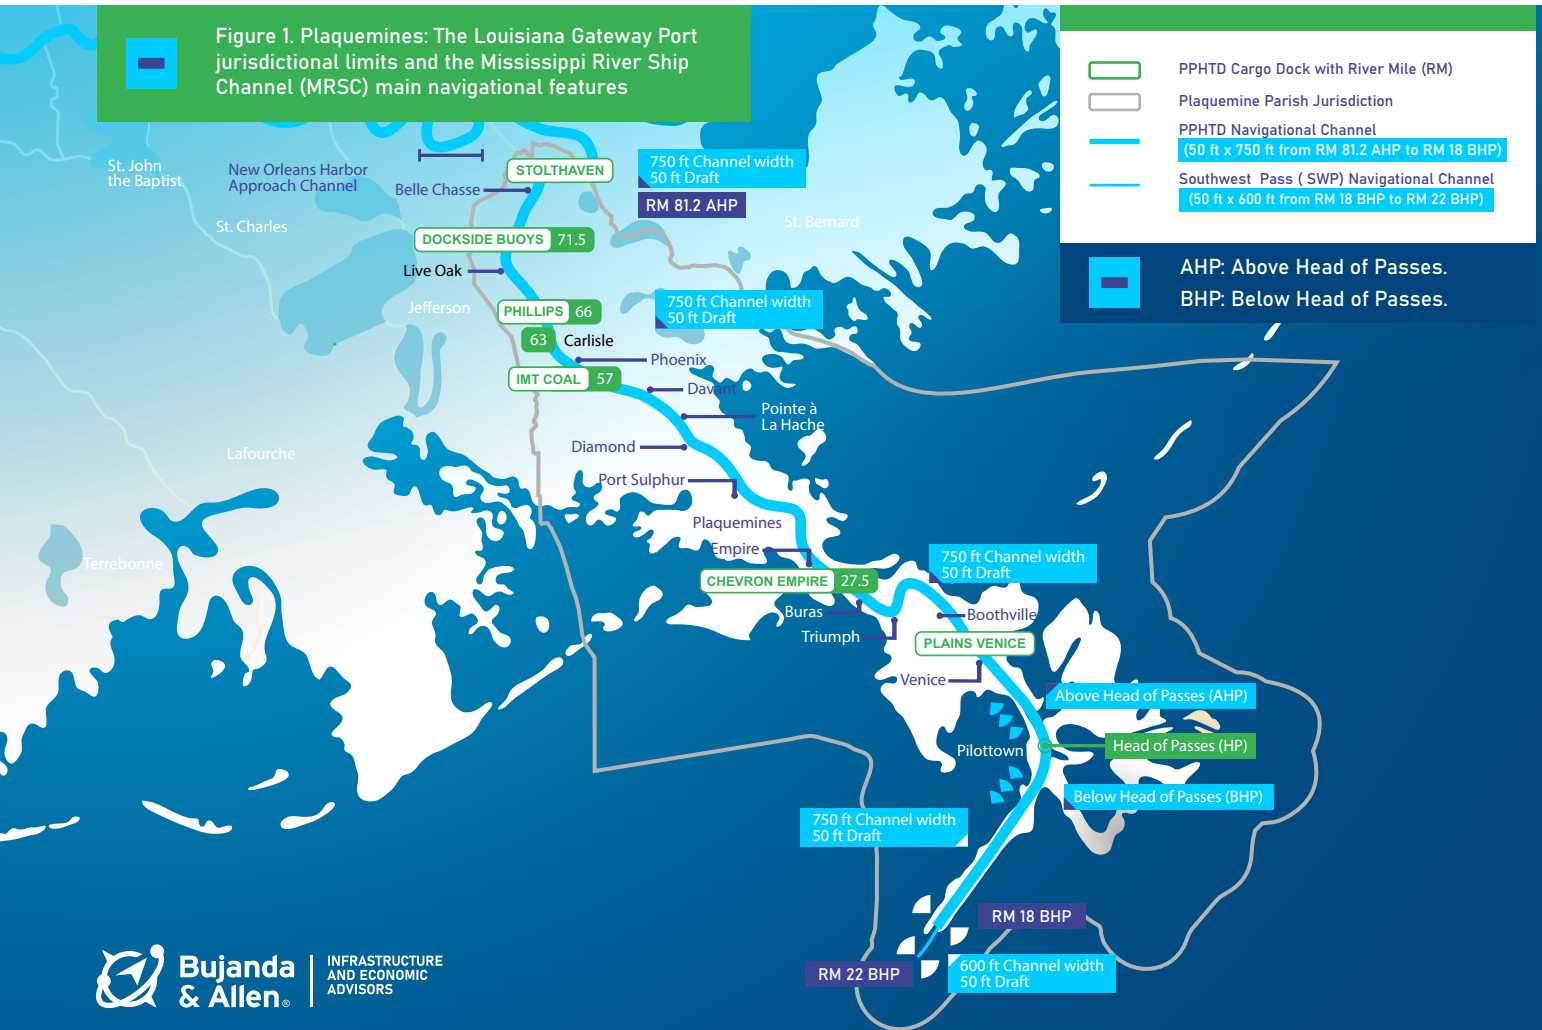 Figure 1. Plaquemines: The Louisiana Gateway Port
jurisdictional limits and the Mississippi River Ship
Channel (MRSC) main navigational features
PPHTD Cargo Dock with River Mile (RM)
Plaquemine Parish Jurisdiction
PPHTD Navigational Channel
(50 ft x 750 ft from RM 81.2 AHP to RM 18 BHP)
Southwest Pass ( SWP) Navigational Channel
(50 ft x 600 ft from RM 18 BHP to RM 22 BHP)
AHP: Above Head of Passes.
BHP: Below Head of Passes.
St. John
the Baptist
New Orleans Harbor
Approach Channel
Belle Chasse
STOLTHAVEN
750 ft Channel width
50 ft Draft
RM 81.2 AHP
St. Charles
St. Bernard
DOCKSIDE BUOYS 71.5
Live Oak
Jefferson
PHILLIPS 66
750 ft Channel width
50 ft Draft
63 Carlisle
Phoenix
IMT COAL 57
Davant
Pointe à
La Hache
Diamond
Lafourche
Port Sulphur
Plaquemines
Empire
Terrebonne
750 ft Channel width
50 ft Draft
CHEVRON EMPIRE 27.5
Buras
Boothville
Triumph
PLAINS VENICE
Venice
Above Head of Passes (AHP)
Pilottown
Head of Passes (HP)
Below Head of Passes (BHP)
750 ft Channel width
50 ft Draft
RM 18 BHP
RM 22 BHP
600 ft Channel width
50 ft Draft
Bujanda
& Allen®
INFRASTRUCTURE
AND ECONOMIC
ADVISORS